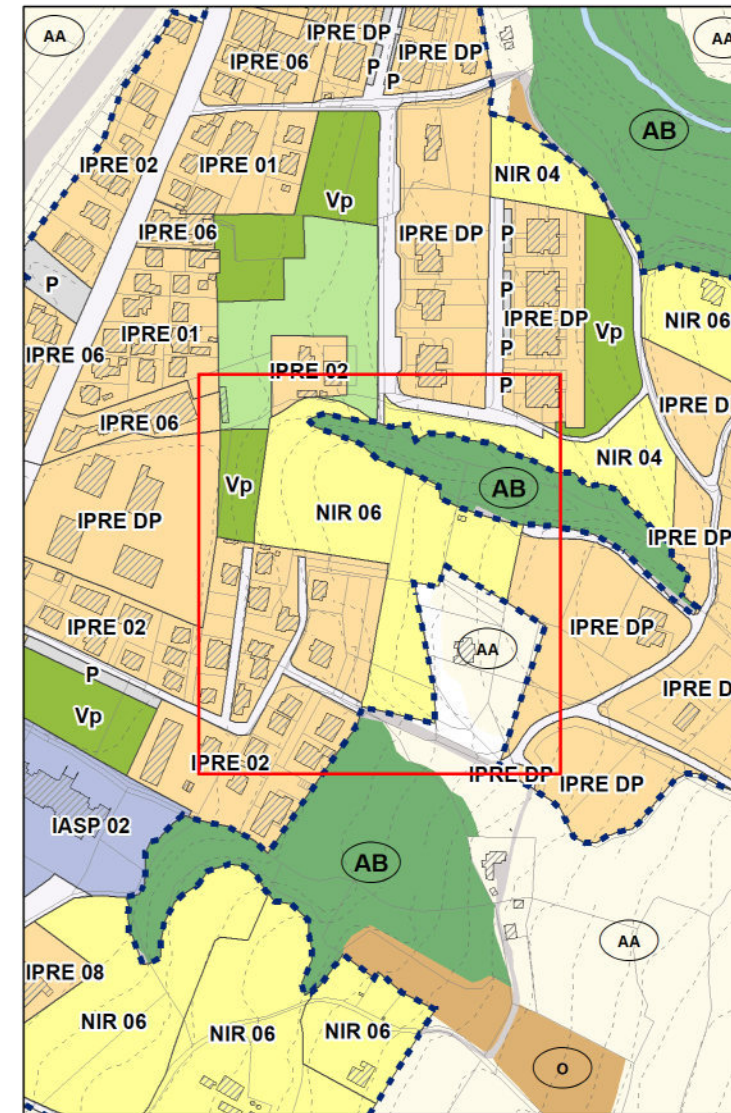 IPRE DP
AA
IPRE DP
AA
IPRE 06
P
P
AB
IPRE 02
IPRE 01
NIR 04
Vp
IPRE 06
IPRE DP
P
P
P
IPRE DP
NIR 06
IPRE 01
Vp
IPRE 06
P
IPRE 02
P
IPRE D
IPRE 06
NIR 04
Vp
AB
NIR 06
IPRE DP
IPRE DP
IPRE 02
IPRE DP
AA
P
IPRE D
Vp
IPRE 02
IPRE DP
IPRE DP
IASP 02
AB
AA
IPRE 08
NIR 06
NIR 06
NIR 06
O